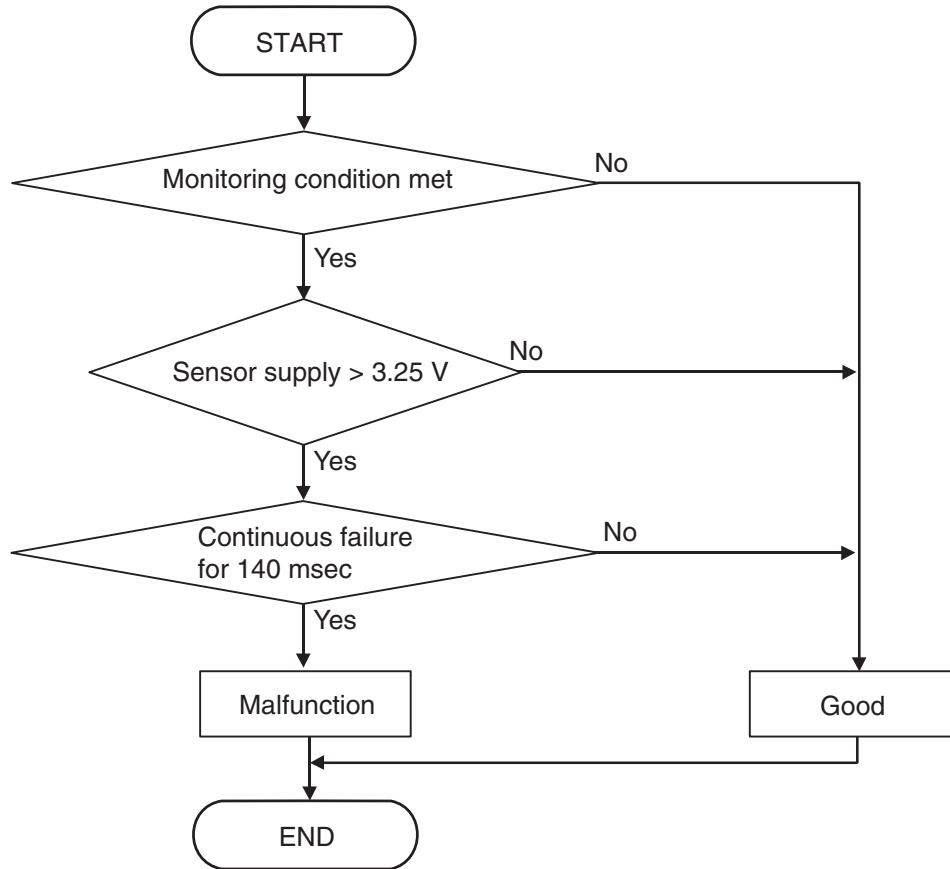 START
Monitoring condition met
No
Yes
Sensor supply > 3.25 V
No
Yes
Continuous failure
for 140 msec
No
Yes
Malfunction
Good
END